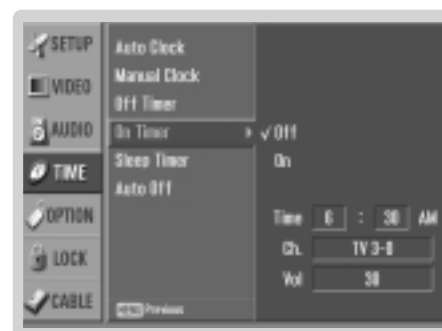 SETUP
VIDEO
AUDIO
TIME
OPTION
LOCK
CABLE
Auto Clock
Manual Clock
Off Timer
On Timer
Sleep Timer
Auto Off
✓ Off
On
Time 6 : 30 AM
Ch. TV 3-0
Vol 30
MENU Previous